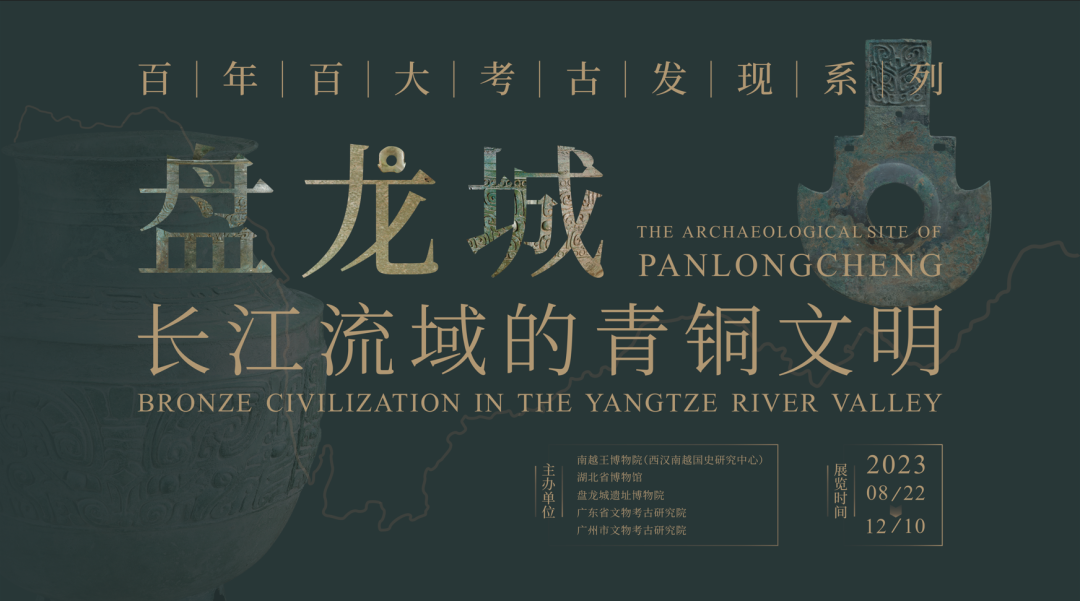 百年百大考古发现系列
盘龙城
THE ARCHAEOLOGICAL SITE OF
PANLONGCHENG
长江流域的青铜文明
BRONZE CIVILIZATION IN THE YANGTZE RIVER VALLEY
主办单位
南越王博物院(西汉南越国史研究中心)
湖北省博物馆
盘龙城遗址博物院
广东省文物考古研究院
广州市文物考古研究院
展览时间
2023
08/22
12/10